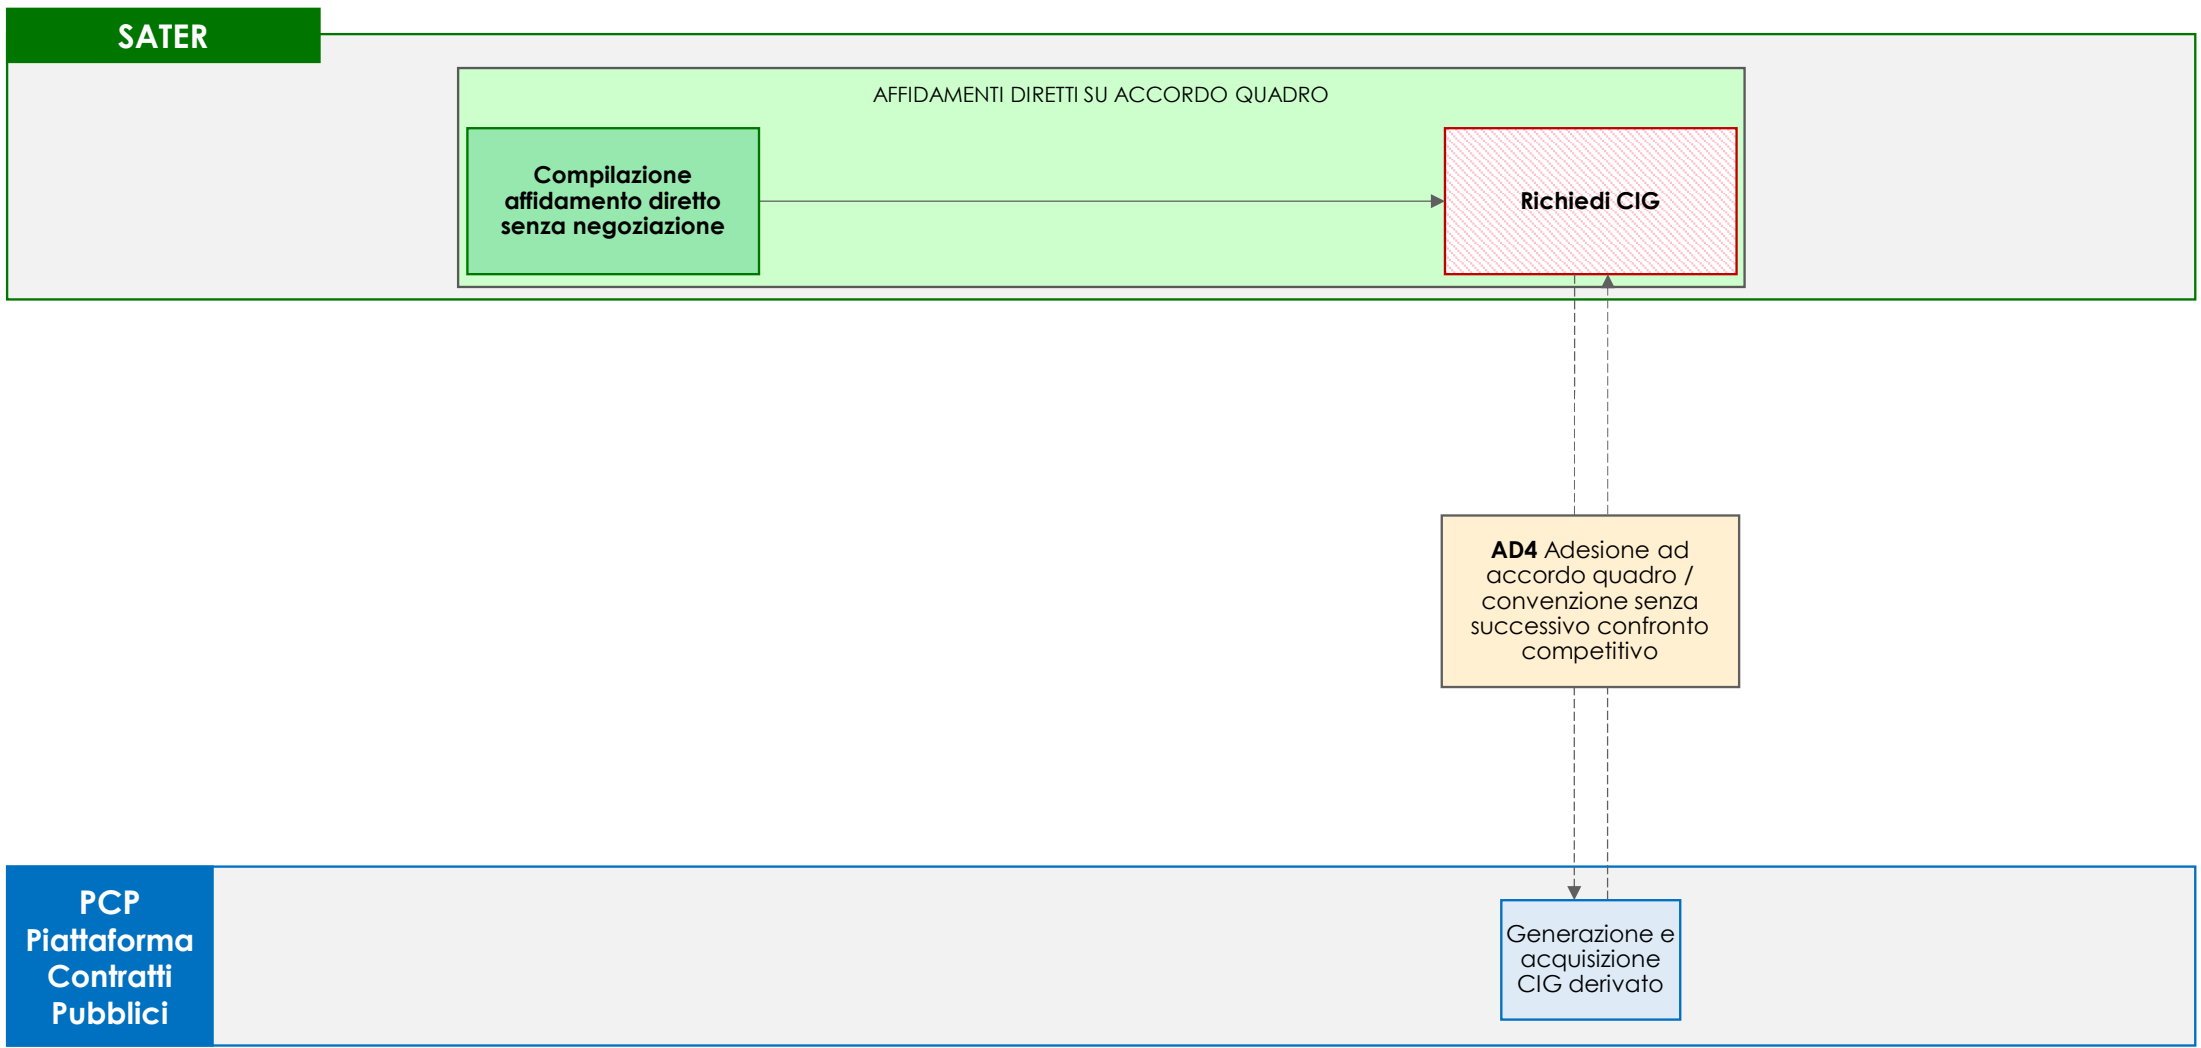 SATER
AFFIDAMENTI DIRETTI SU ACCORDO QUADRO
Compilazione
affidamento diretto
senza negoziazione
Richiedi CIG
AD4 Adesione ad
accordo quadro /
convenzione senza
successivo confronto
competitivo
PCP
Piattaforma
Contratti
Pubblici
Generazione e
acquisizione
CIG derivato